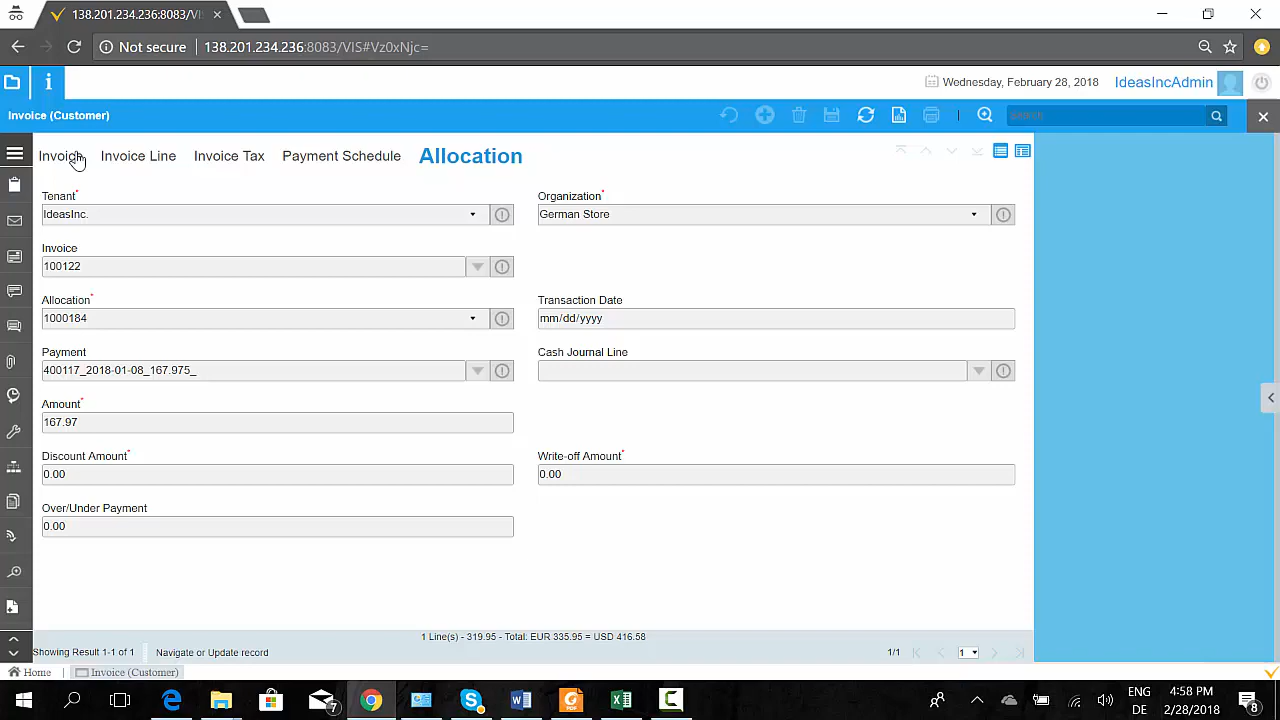 138.201.234.236:8083/VIS
Not secure
138.201.234.236:8083/VIS#Vz0xNjc=
Wednesday, February 28, 2018
IdeasIncAdmin
Invoice (Customer)
Search
Invoice Line
Invoice Tax
Payment Schedule
Allocation
Tenant*
Organization*
IdeasInc.
German Store
Invoice
100122
Allocation*
Transaction Date
1000184
mm/dd/yyyy
Payment
Cash Journal Line
400117_2018-01-08_167.975_
Amount*
167.97
Discount Amount*
Write-off Amount*
0.00
0.00
Over/Under Payment
0.00
1 Line(s) - 319.95 - Total: EUR 335.95 = USD 416.58
Showing Result 1-1 of 1
Navigate or Update record
1/1
1
Home
Invoice (Customer)
7
ENG
4:58 PM
DE
2/28/2018
8